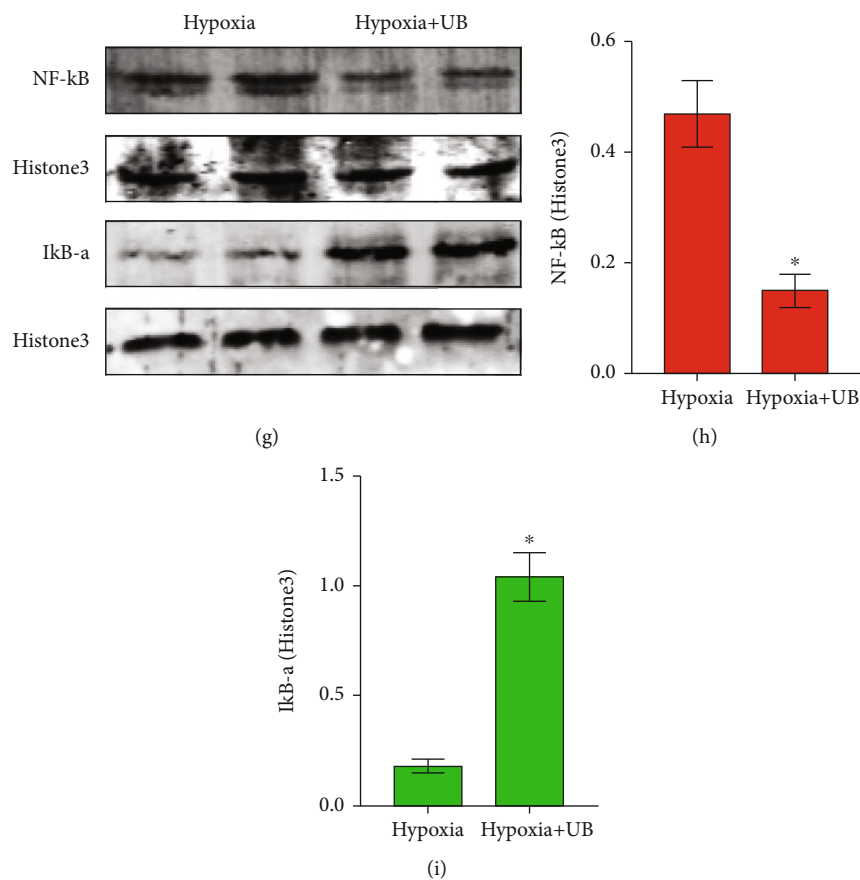 Hypoxia Hypoxia+UB
NF-kB
Histone3
IkB-a
Histone3
(g)
NF-kB (Histone3)
0.6
0.4
0.2
0.0
*
Hypoxia Hypoxia+UB
(h)
IkB-a (Histone3)
1.5
1.0
0.5
0.0
*
Hypoxia Hypoxia+UB
(i)